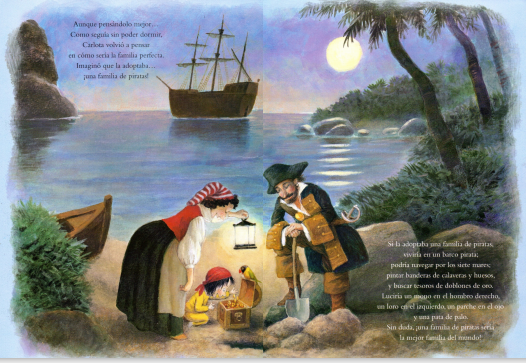 Aunque pensándolo mejor...
Como seguía sin poder dormir,
Carlota volvió a pensar
en cómo sería la familia perfecta.
Imaginó que la adoptaba...
¡una familia de piratas!
Si la adoptaba una familia de piratas,
viviría en un barco pirata;
podría navegar por los siete mares;
pintar banderas de calaveras y huesos,
y buscar tesoros de doblones de oro.
Luciría un mono en el hombro derecho,
un loro en el izquierdo, un parche en el ojo
y una pata de palo.
Sin duda, ¡una familia de piratas sería
la mejor familia del mundo!